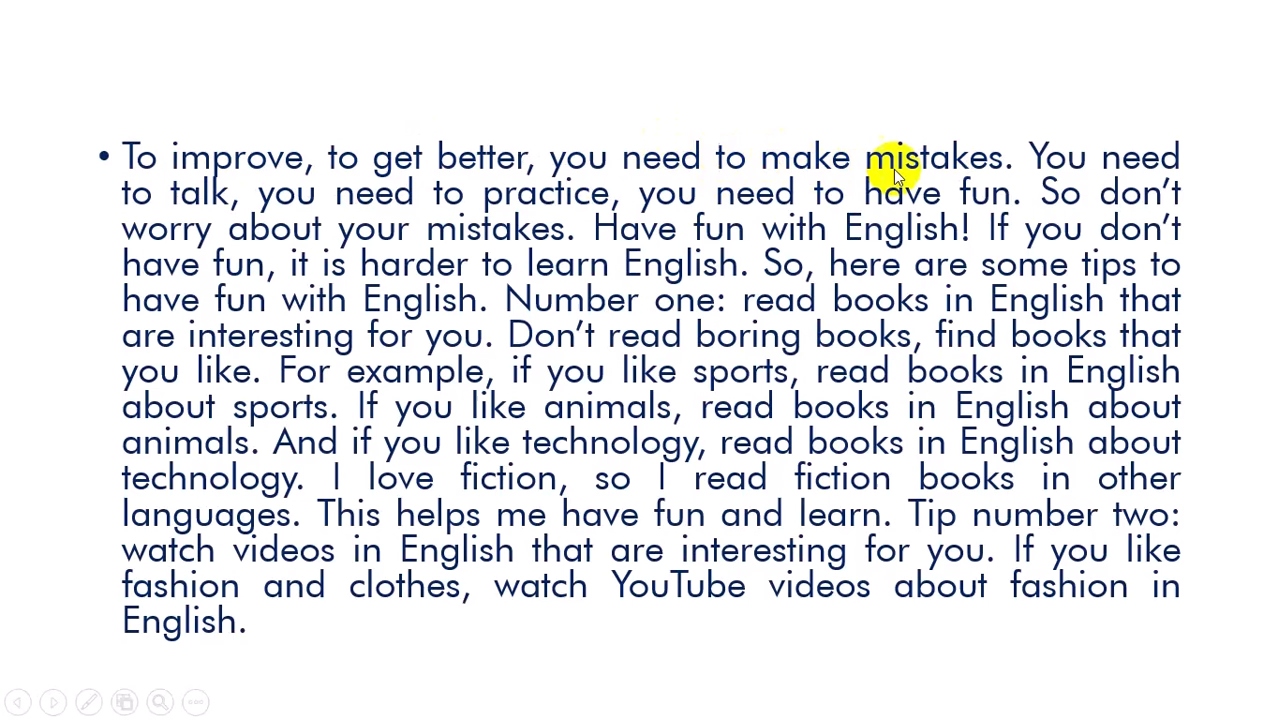 • To improve, to get better, you need to make mistakes. You need
to talk, you need to practice, you need to have fun. So don’t
worry about your mistakes. Have fun with English! If you don’t
have fun, it is harder to learn English. So, here are some tips to
have fun with English. Number one: read books in English that
are interesting for you. Don’t read boring books, find books that
you like. For example, if you like sports, read books in English
about sports. If you like animals, read books in English about
animals. And if you like technology, read books in English about
technology. I love fiction, so I read fiction books in other
languages. This helps me have fun and learn. Tip number two:
watch videos in English that are interesting for you. If you like
fashion and clothes, watch YouTube videos about fashion in
English.